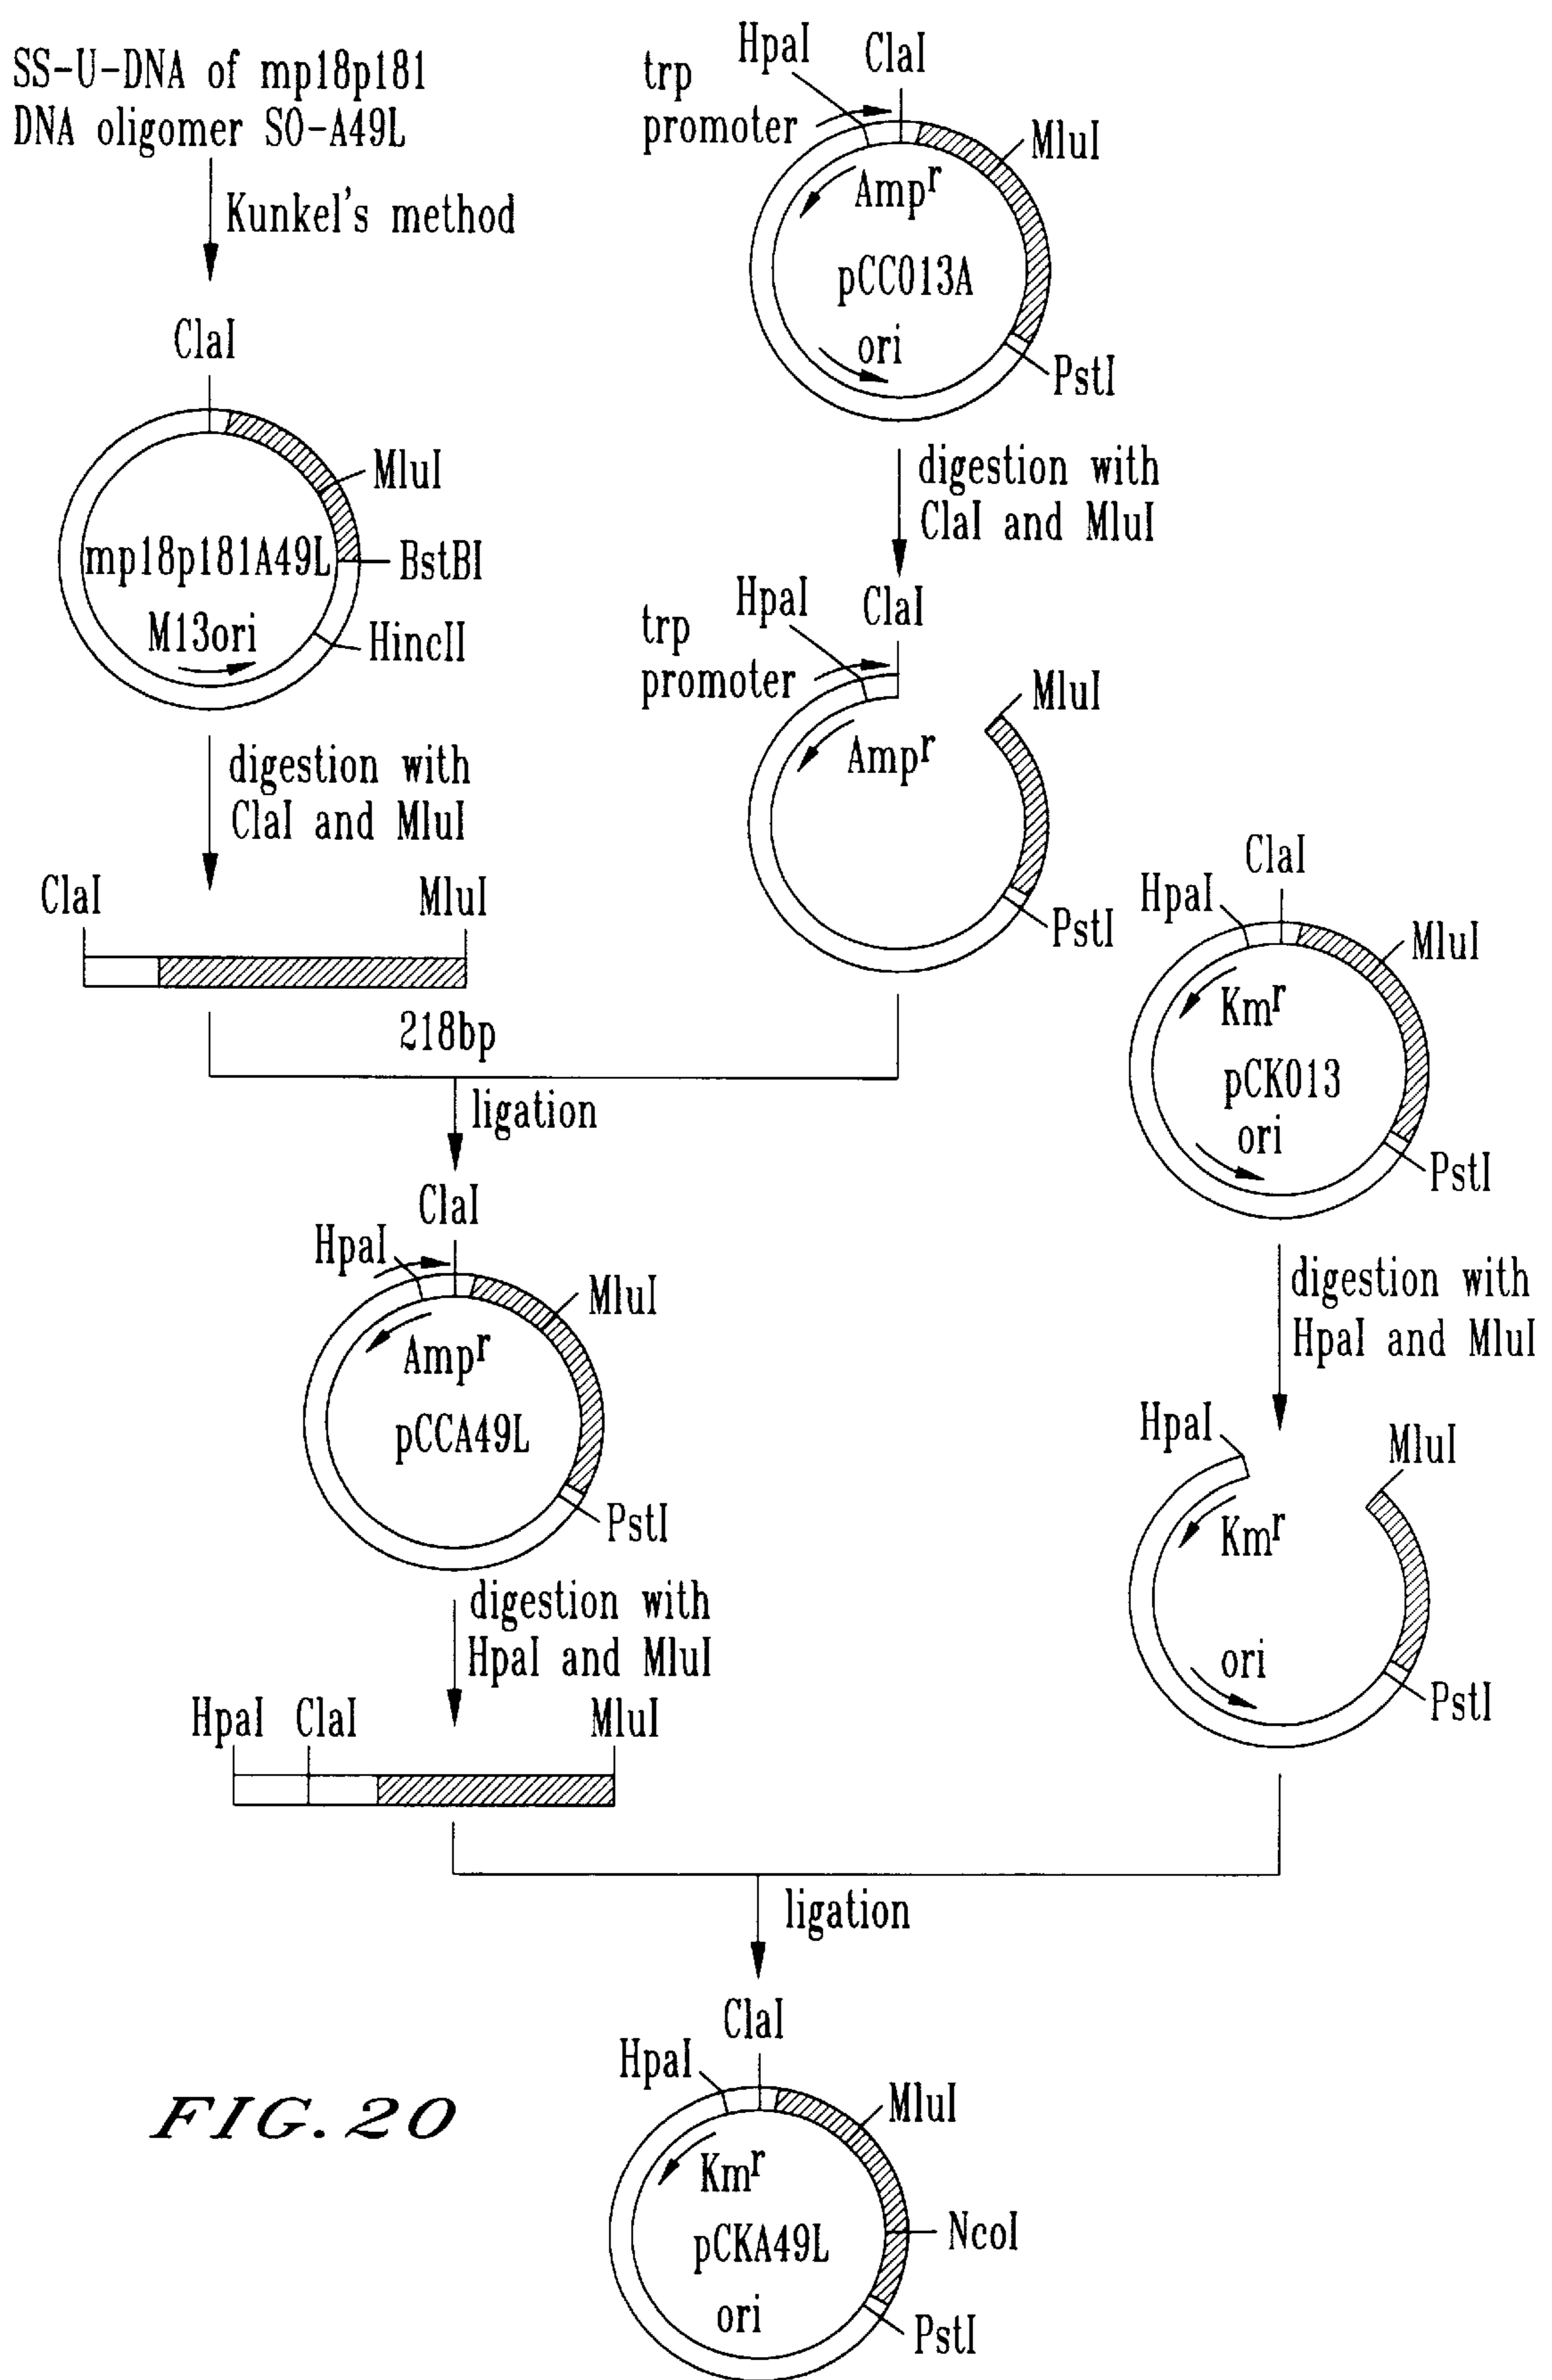 SS-U-DNA of mp18p181
DNA oligomer SO-A49L
Kunkel's method
ClaI
MluI
mp18p181A49L
BstBI
M13ori
HincII
digestion with
ClaI and MluI
ClaI
MluI
218bp
HpaI
ClaI
trp
promoter
MluI
Ampr
pCC013A
ori
PstI
digestion with
ClaI and MluI
HpaI
ClaI
trp
promoter
MluI
Ampr
PstI
ligation
ClaI
HpaI
MluI
Ampr
pCCA49L
PstI
digestion with
HpaI and MluI
HpaI
ClaI
MluI
ClaI
HpaI
MluI
Kmr
pCK013
ori
PstI
digestion with
HpaI and MluI
HpaI
MluI
Kmr
ori
PstI
ligation
ClaI
HpaI
MluI
Kmr
pCKA49L
NcoI
ori
PstI
FIG. 20